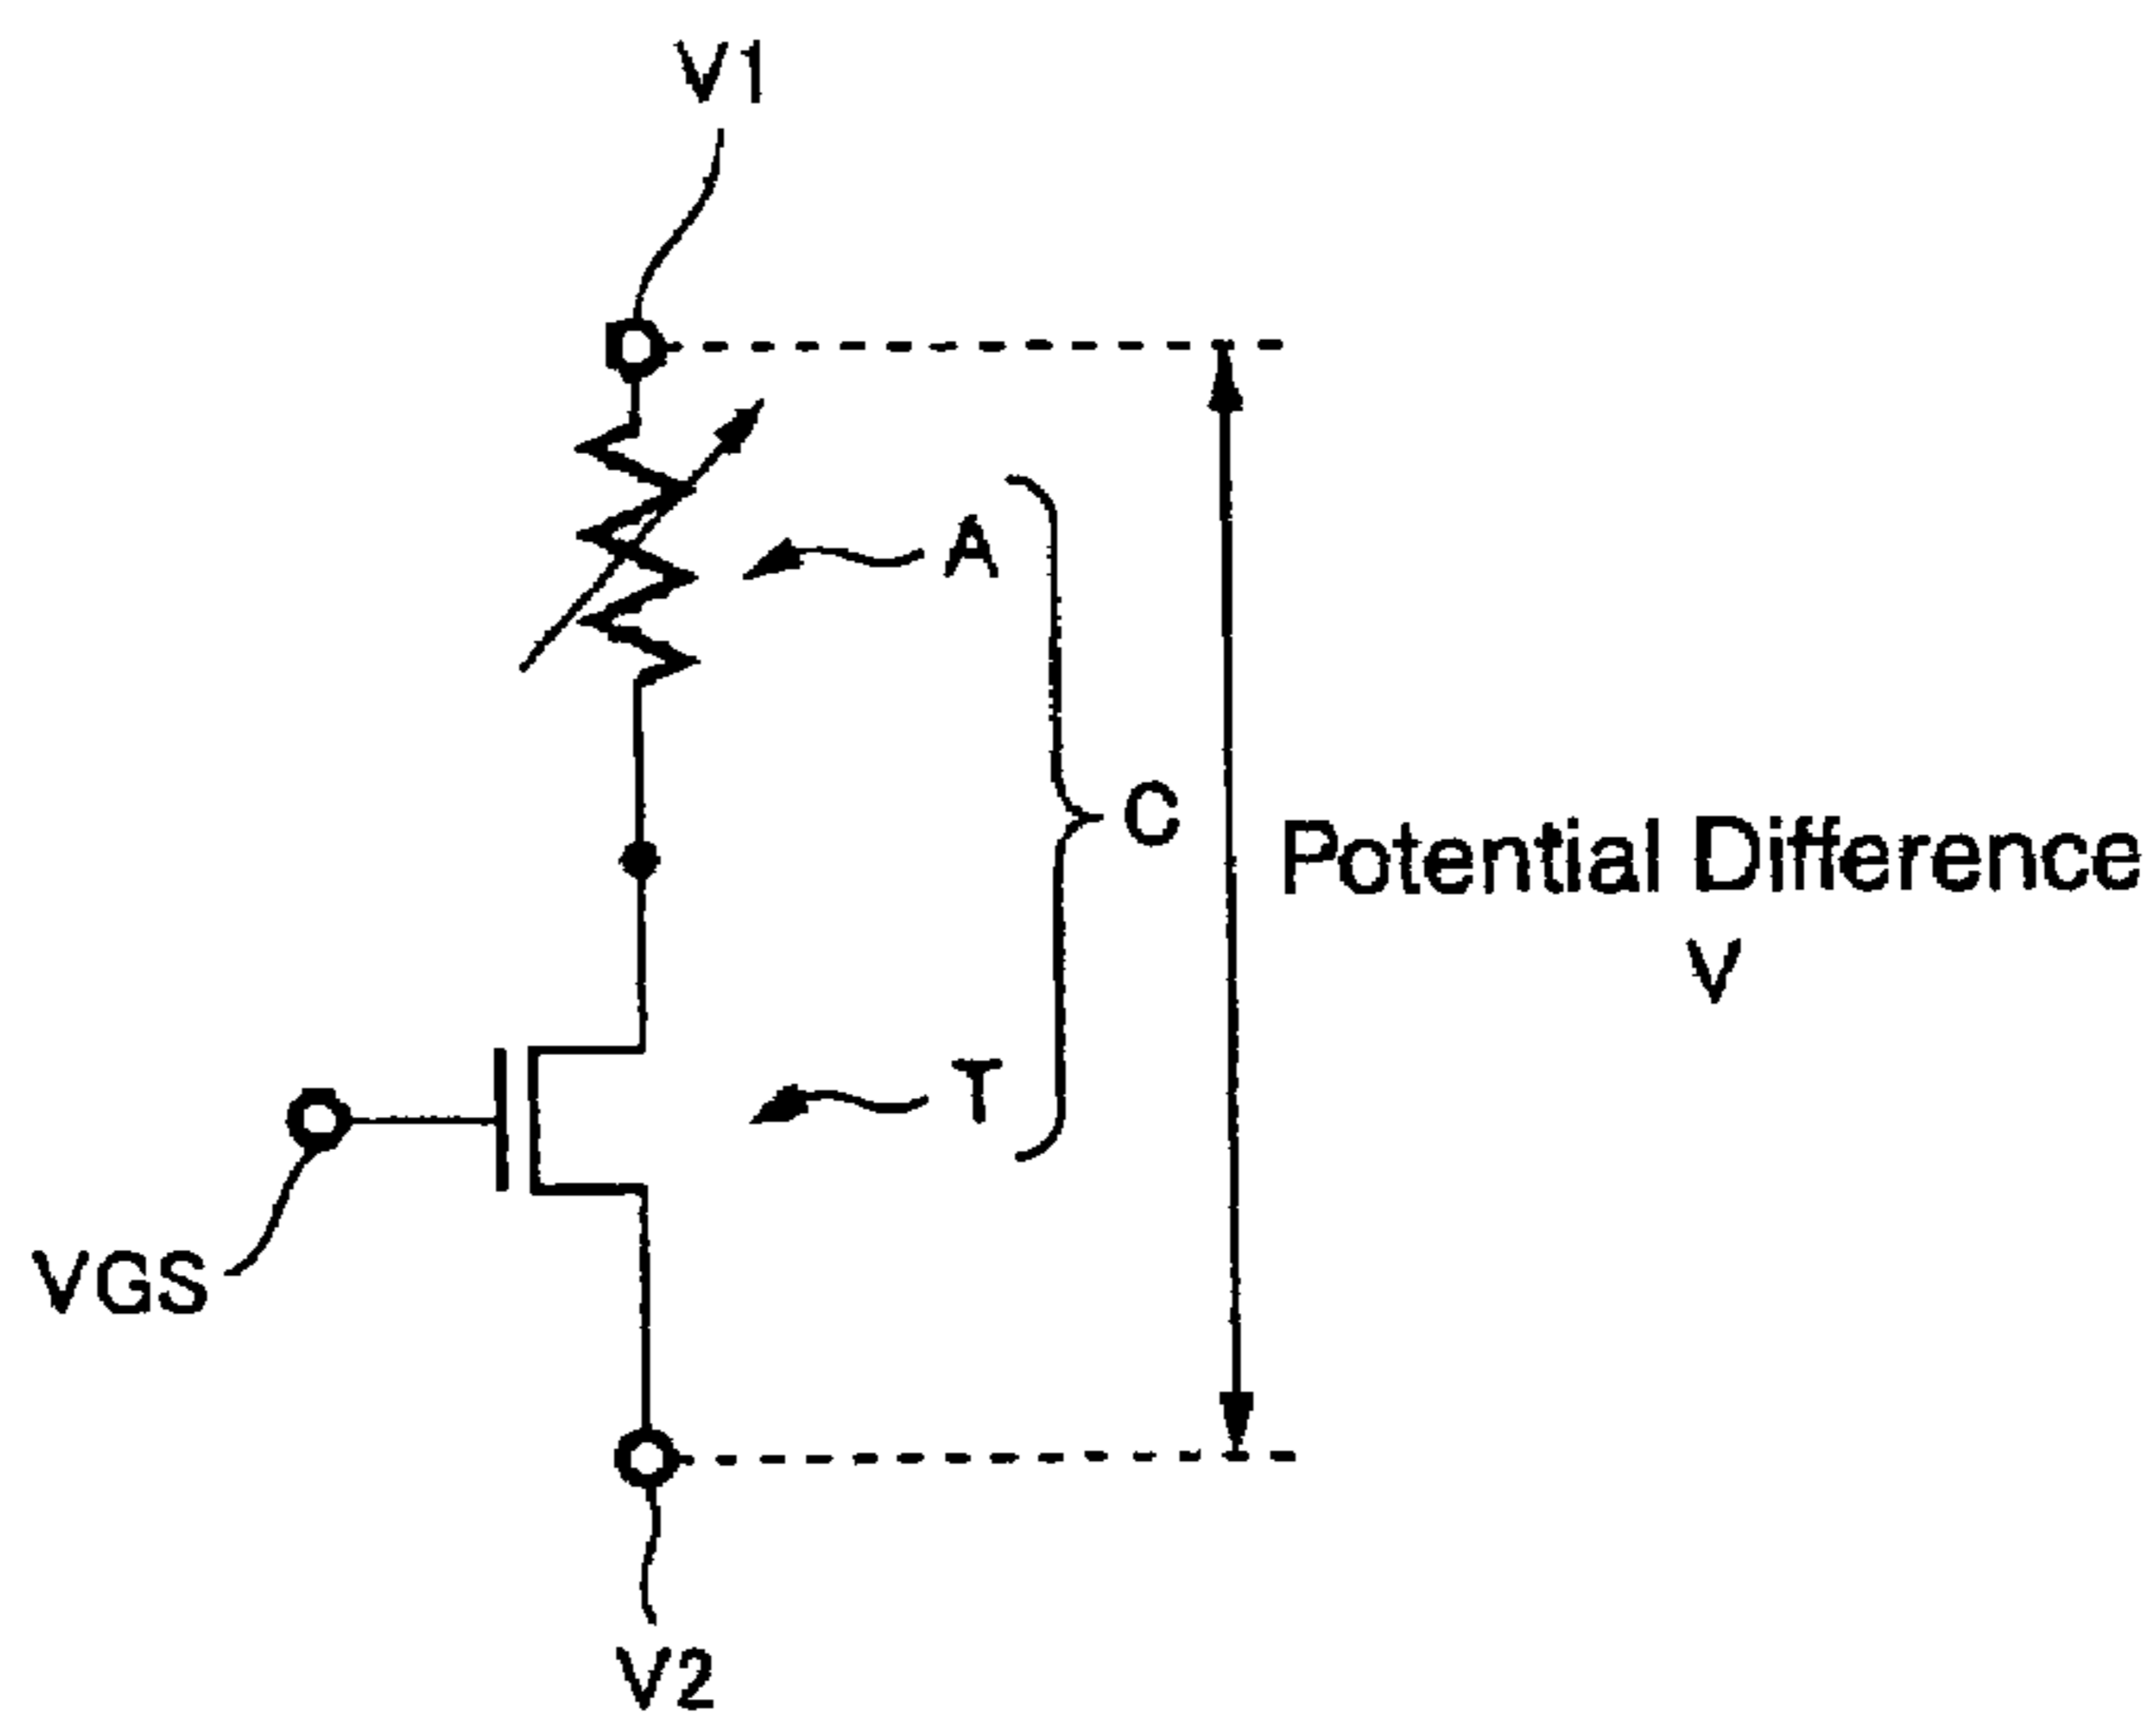 V1
A
C
Potential Difference
V
T
VGS
V2